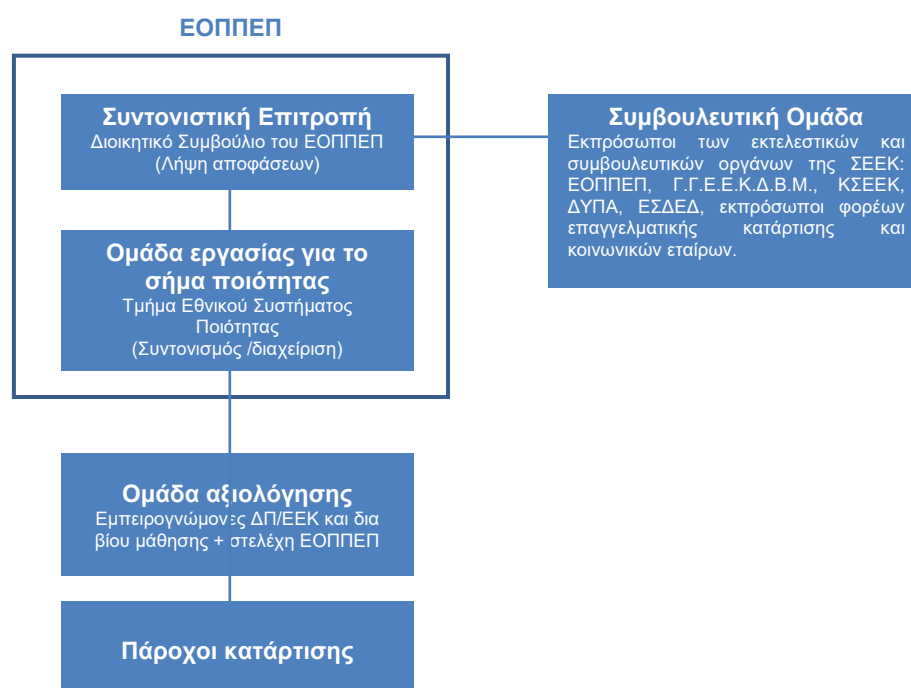 ΕΟΠΠΕΠ
Συντονιστική Επιτροπή
Διοικητικό Συμβούλιο του ΕΟΠΠΕΠ
(Λήψη αποφάσεων)
Συμβουλευτική Ομάδα
Εκπρόσωποι των εκτελεστικών και
συμβουλευτικών οργάνων της ΣΕΕΚ:
ΕΟΠΠΕΠ, Γ.Γ.Ε.Ε.Κ.Δ.Β.Μ., ΚΣΕΕΚ,
ΔΥΠΑ, ΕΣΔΕΔ, εκπρόσωποι φορέων
επαγγελματικής κατάρτισης και
κοινωνικών εταίρων.
Ομάδα εργασίας για το
σήμα ποιότητας
Τμήμα Εθνικού Συστήματος
Ποιότητας
(Συντονισμός /διαχείριση)
Ομάδα αξιολόγησης
Εμπειρογνώμονες ΔΠ/ΕΕΚ και δια
βίου μάθησης + στελέχη ΕΟΠΠΕΠ
Πάροχοι κατάρτισης